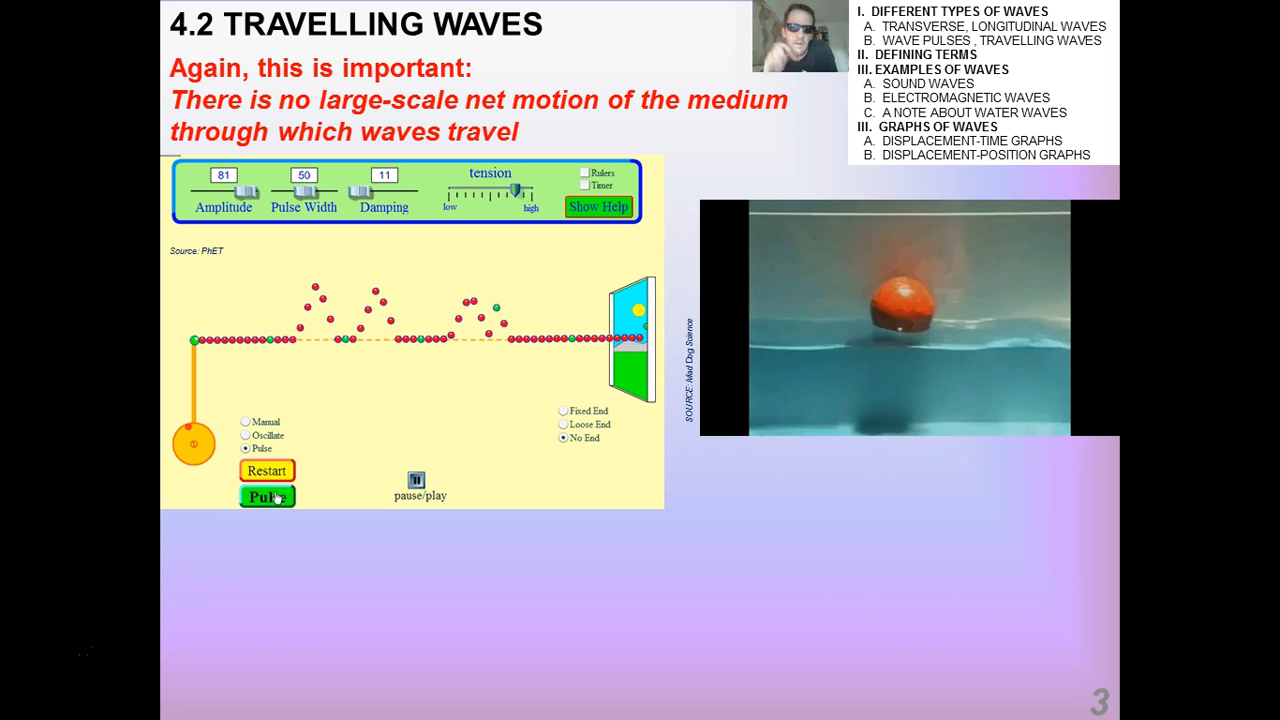 4.2 TRAVELLING WAVES
Again, this is important:
There is no large-scale net motion of the medium
through which waves travel
I. DIFFERENT TYPES OF WAVES
A. TRANSVERSE, LONGITUDINAL WAVES
B. WAVE PULSES , TRAVELLING WAVES
II. DEFINING TERMS
III. EXAMPLES OF WAVES
A. SOUND WAVES
B. ELECTROMAGNETIC WAVES
C. A NOTE ABOUT WATER WAVES
III. GRAPHS OF WAVES
A. DISPLACEMENT-TIME GRAPHS
B. DISPLACEMENT-POSITION GRAPHS
81 50 11
Amplitude Pulse Width Damping
tension
low high
Rulers
Timer
Show Help
Source: PhET
Manual
Oscillate
Pulse
Restart
Pulse
pause/play
Fixed End
Loose End
No End
SOURCE: Mad Dog Science
3